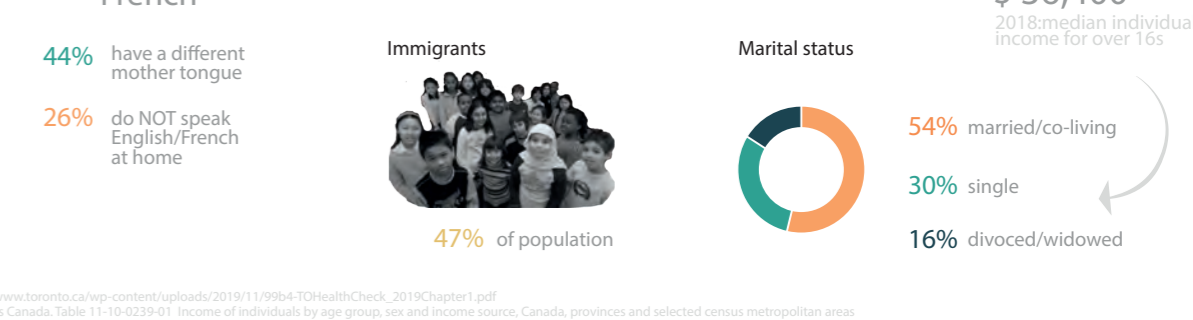 French
44% have a different
mother tongue
26% do NOT speak
English/French
at home
Immigrants
47% of population
Marital status
54% married/co-living
30% single
16% divoced/widowed
2018:median individua
income for over 16s
www.toronto.ca/wp-content/uploads/2019/11/99b4-TOHealthCheck_2019Chapter1.pdf
s Canada. Table 11-10-0239-01 Income of individuals by age group, sex and income source, Canada, provinces and selected census metropolitan areas